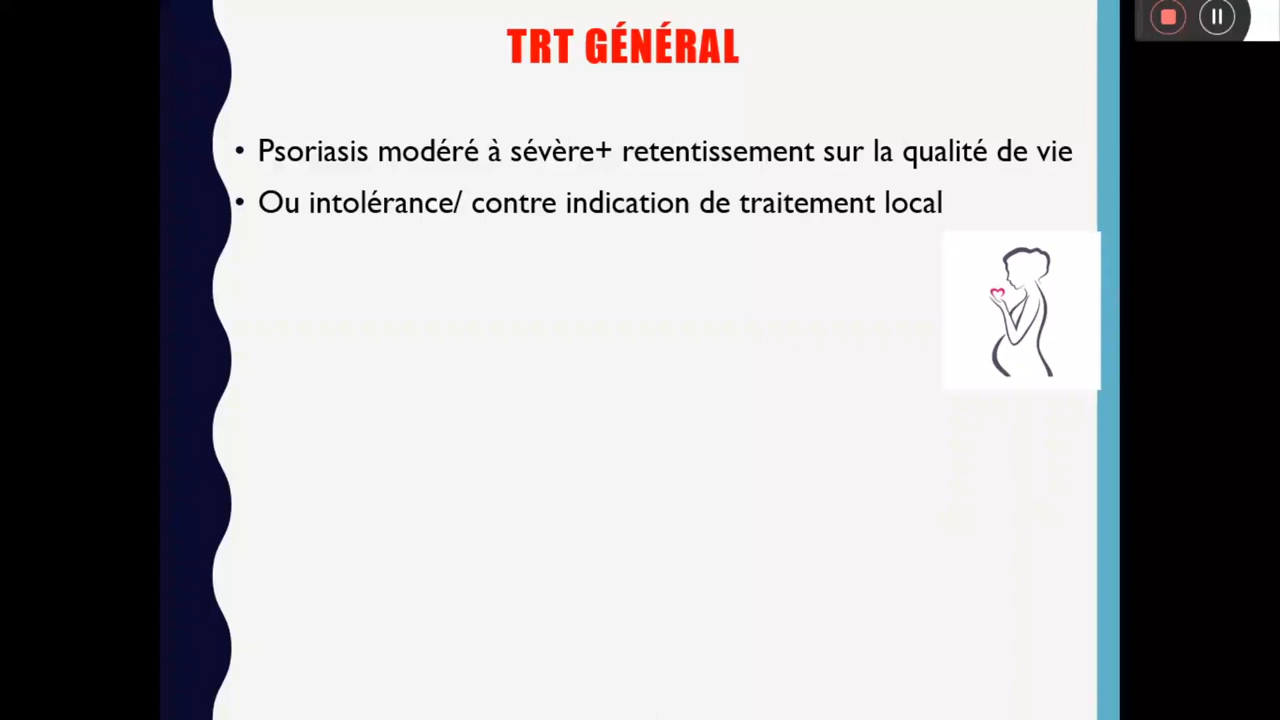 TRT GÉNÉRAL
• Psoriasis modéré à sévère+ retentissement sur la qualité de vie
• Ou intolérance/ contre indication de traitement local